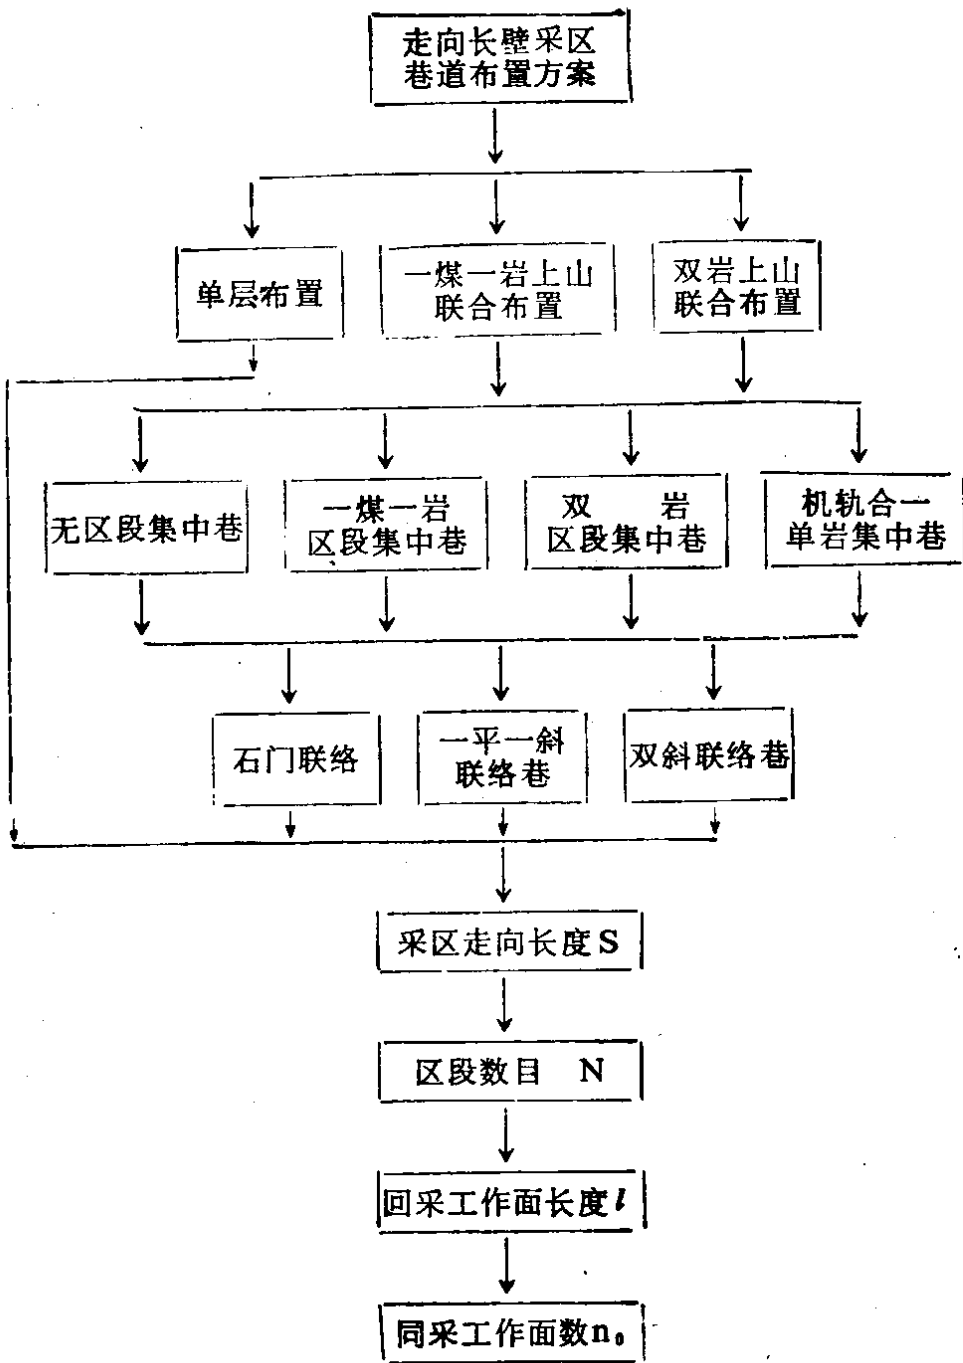 走向长壁采区
巷道布置方案
单层布置
一煤一岩上山
联合布置
双岩上山
联合布置
无区段集中巷
一煤一岩
区段集中巷
双 岩
区段集中巷
机轨合一
单岩集中巷
石门联络
一平一斜
联络巷
双斜联络巷
采区走向长度S
区段数目 N
回采工作面长度l
同采工作面数n₀